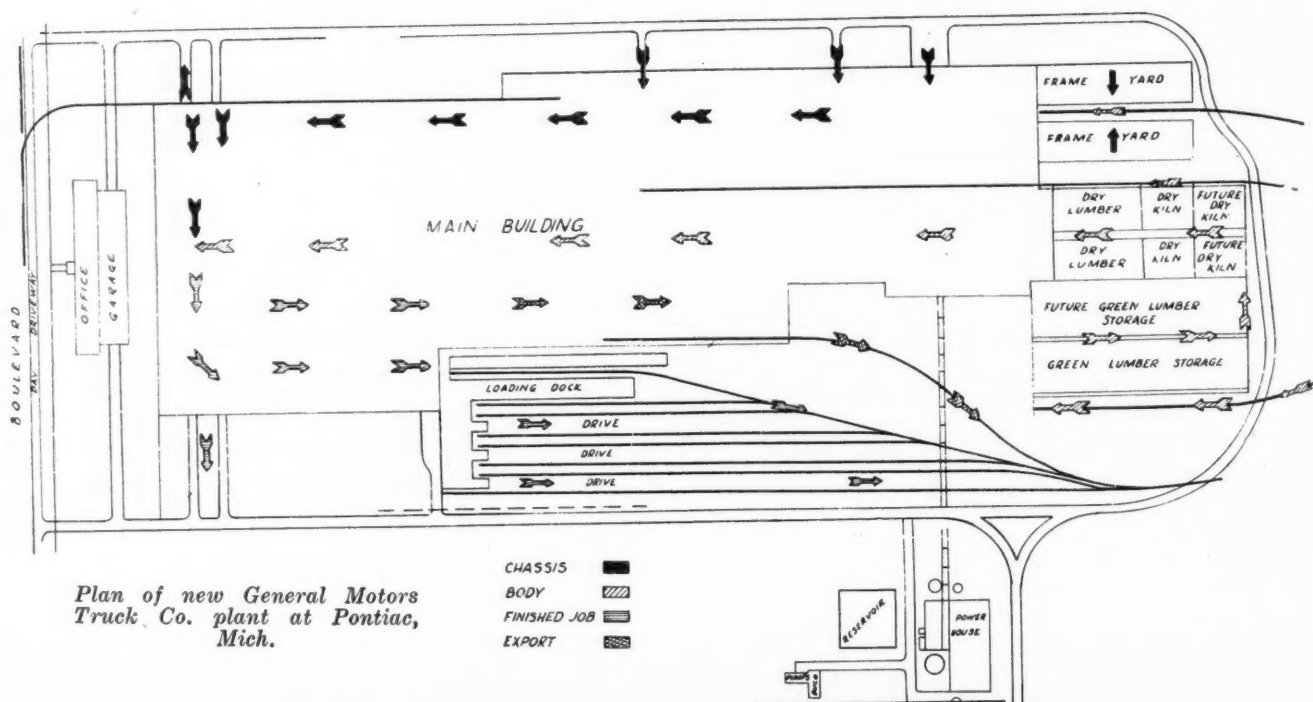 FRAME YARD
FRAME YARD
MAIN BUILDING
DRY LUMBER
DRY KILN
FUTURE DRY KILN
DRY LUMBER
DRY KILN
FUTURE DRY KILN
OFFICE
GARAGE
BOULEVARD
DRIVEWAY
FUTURE GREEN LUMBER
STORAGE
GREEN LUMBER STORAGE
LOADING DOCK
DRIVE
DRIVE
DRIVE
CHASSIS
BODY
FINISHED JOB
EXPORT
Plan of new General Motors
Truck Co. plant at Pontiac,
Mich.
RESERVOIR
POWER
HOUSE